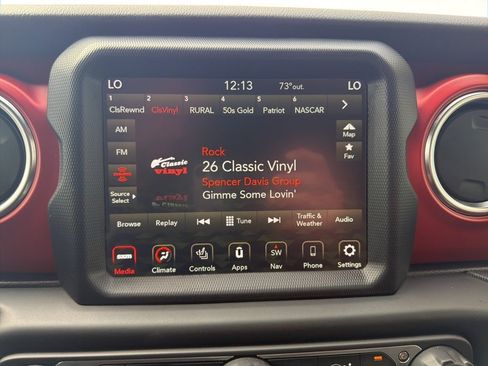 LO 12:13 73°out. LO
1 2 3 4 5 6
ClsRewnd ClsVinyl RURAL 50s Gold Patriot NASCAR
AM
Map
FM
Rock
Fav
Classic vinyl
26 Classic Vinyl
Spencer Davis Group
Source Select
Gimme Some Lovin'
Browse Replay Tune Traffic & Weather Audio
SW
Media Climate Controls Apps Nav Phone Settings